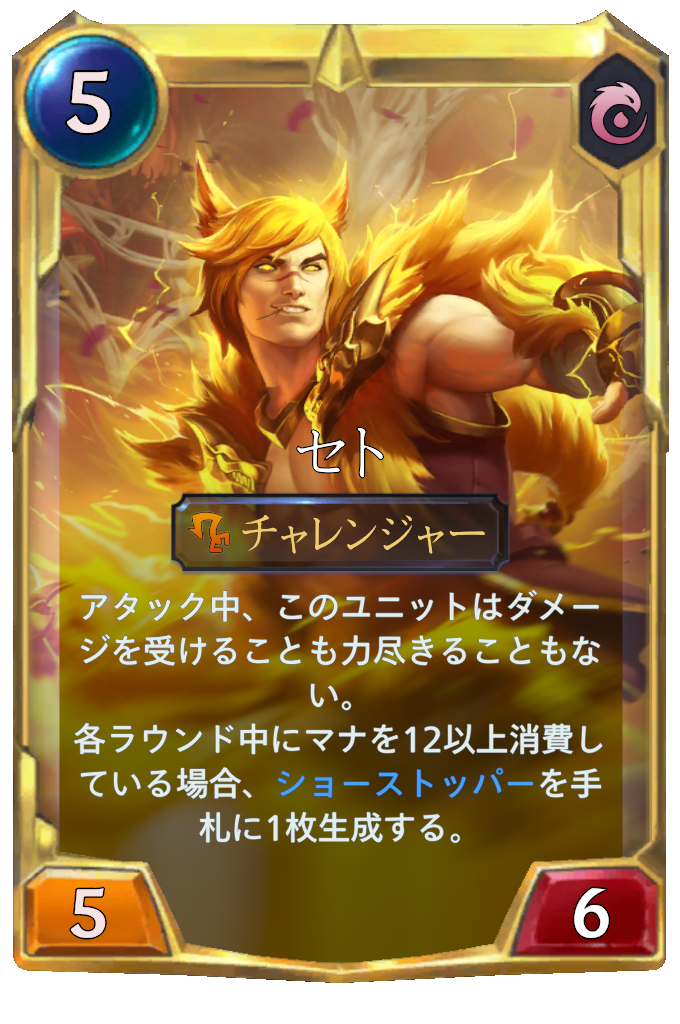 5
セト
チャレンジャー
アタック中、このユニットはダメー
ジを受けることも力尽きることもな
い。
各ラウンド中にマナを12以上消費し
ている場合、ショーストッパーを手
札に1枚生成する。
5
6